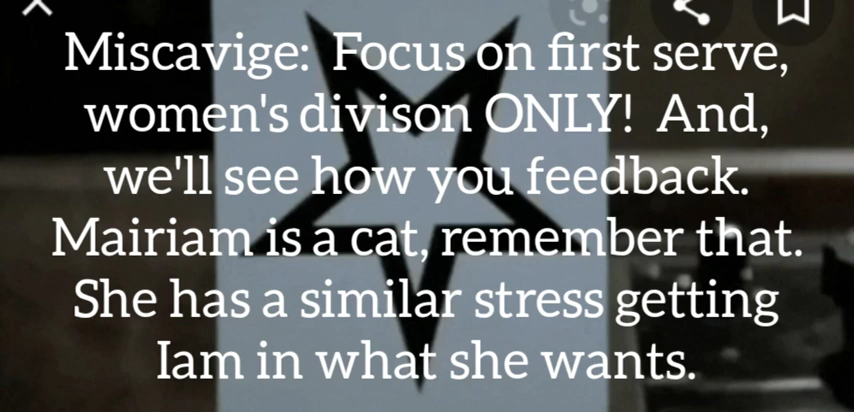 Miscavige:  Focus on first serve,
women's divison ONLY!  And,
we'll see how you feedback.
Mairiam is a cat, remember that.
She has a similar stress getting
Iam in what she wants.